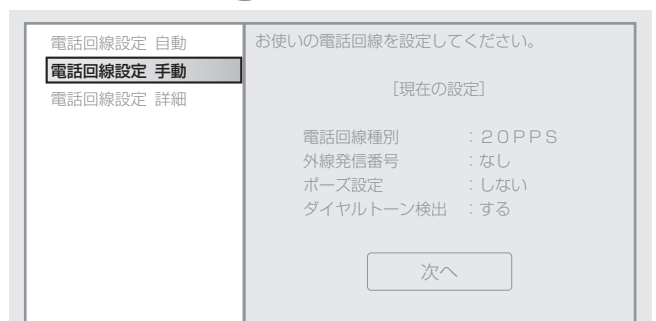 電話回線設定 自動
電話回線設定 手動
電話回線設定 詳細
お使いの電話回線を設定してください。
[現在の設定]
電話回線種別 :20PPS
外線発信番号 :なし
ポーズ設定 :しない
ダイヤルトーン検出 :する
次へ